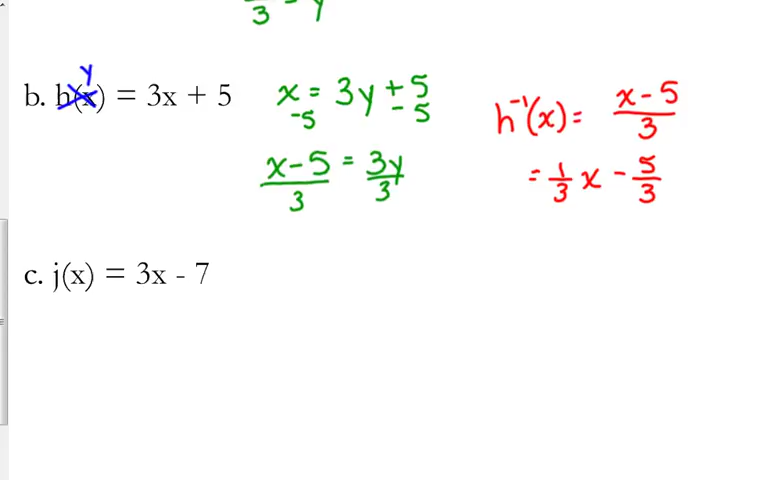 3 = y
b. h(x) = 3x + 5
y
x = 3y + 5
-5 - 5
x - 5 = 3y
3 3
h⁻¹(x) = x - 5
3
= 1/3 x - 5/3
c. j(x) = 3x - 7